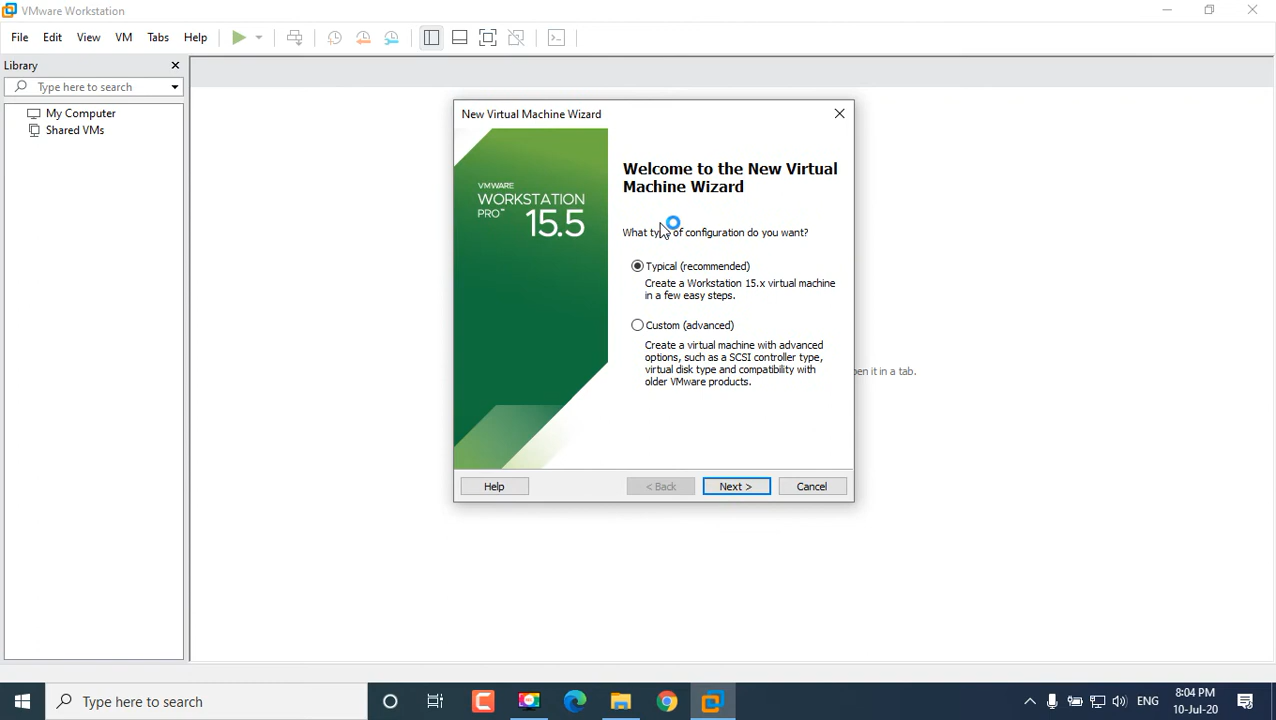 VMware Workstation
File Edit View VM Tabs Help
Library
Type here to search
My Computer
Shared VMs
New Virtual Machine Wizard
VMWARE
WORKSTATION
PRO™ 15.5
Welcome to the New Virtual
Machine Wizard
What type of configuration do you want?
Typical (recommended)
Create a Workstation 15.x virtual machine
in a few easy steps.
Custom (advanced)
Create a virtual machine with advanced
options, such as a SCSI controller type,
virtual disk type and compatibility with
older VMware products.
open it in a tab.
Help < Back Next > Cancel
Type here to search
ENG
8:04 PM
10-Jul-20